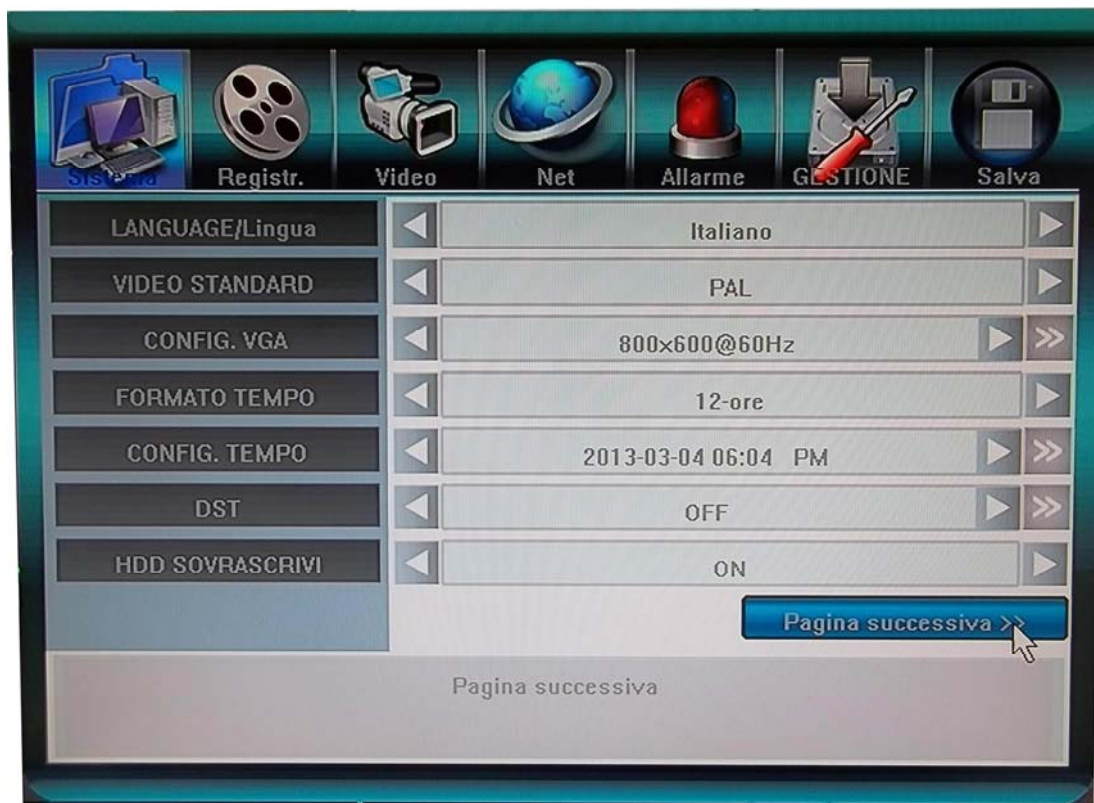 Sistema Registr. Video Net Allarme GESTIONE Salva
LANGUAGE/Lingua Italiano
VIDEO STANDARD PAL
CONFIG. VGA 800x600@60Hz >>
FORMATO TEMPO 12-ore
CONFIG. TEMPO 2013-03-04 06:04 PM >>
DST OFF >>
HDD SOVRASCRIVI ON
Pagina successiva >>
Pagina successiva